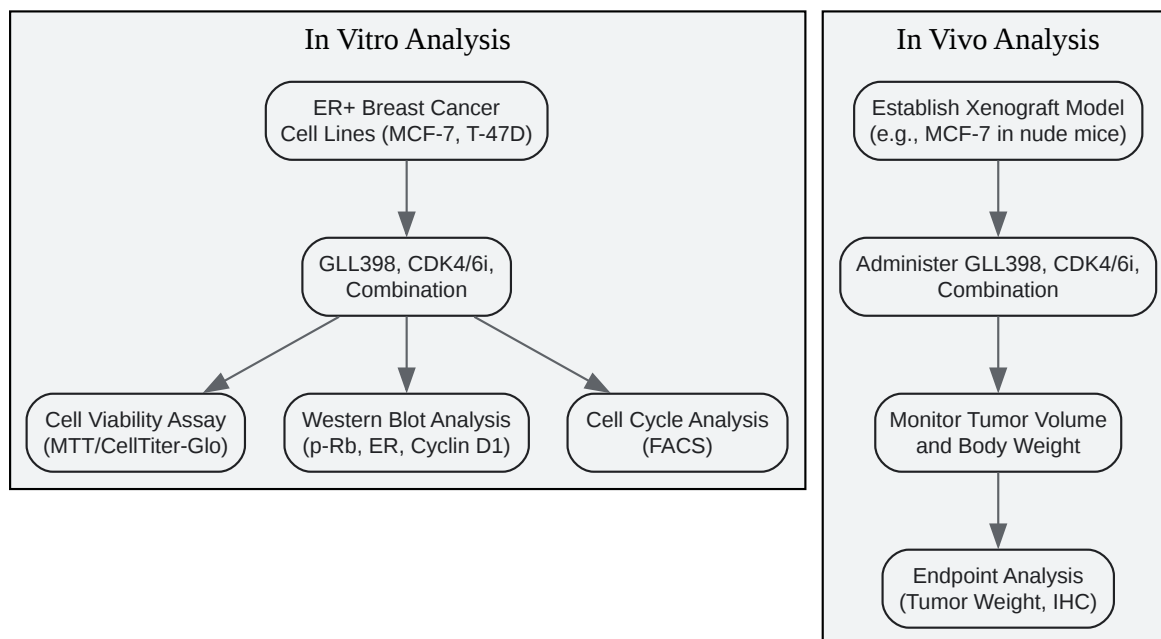 In Vitro Analysis
ER+ Breast Cancer
Cell Lines (MCF-7, T-47D)
GLL398, CDK4/6i,
Combination
Cell Viability Assay
(MTT/CellTiter-Glo)
Western Blot Analysis
(p-Rb, ER, Cyclin D1)
Cell Cycle Analysis
(FACS)
In Vivo Analysis
Establish Xenograft Model
(e.g., MCF-7 in nude mice)
Administer GLL398, CDK4/6i,
Combination
Monitor Tumor Volume
and Body Weight
Endpoint Analysis
(Tumor Weight, IHC)